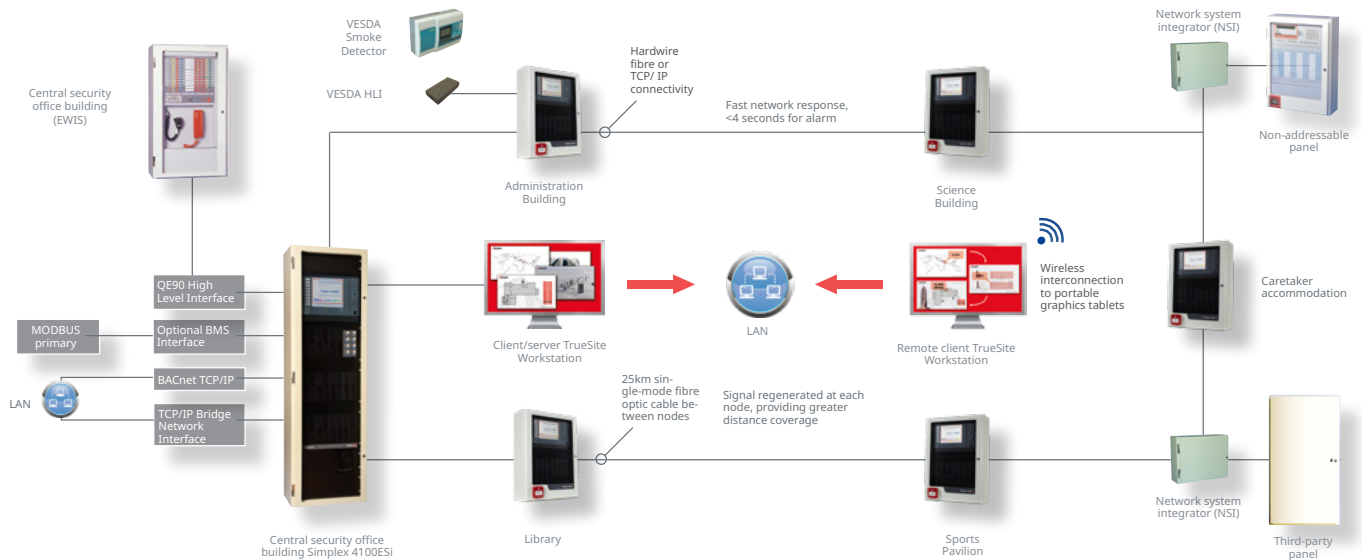 VESDA
Smoke
Detector
Network system
integrator (NSI)
Central security
office building
(EWIS)
VESDA HLI
Hardwire
fibre or
TCP/ IP
connectivity
Fast network response,
<4 seconds for alarm
Non-addressable
panel
Administration
Building
Science
Building
QE90 High
Level Interface
MODBUS
primary
Optional BMS
Interface
BACnet TCP/IP
LAN
TCP/IP Bridge
Network
Interface
Client/server TrueSite
Workstation
LAN
Remote client TrueSite
Workstation
Wireless
interconnection
to portable
graphics tablets
Caretaker
accommodation
25km sin-
gle-mode fibre
optic cable be-
tween nodes
Signal regenerated at each
node, providing greater
distance coverage
Central security office
building Simplex 4100ESi
Library
Sports
Pavilion
Network system
integrator (NSI)
Third-party
panel